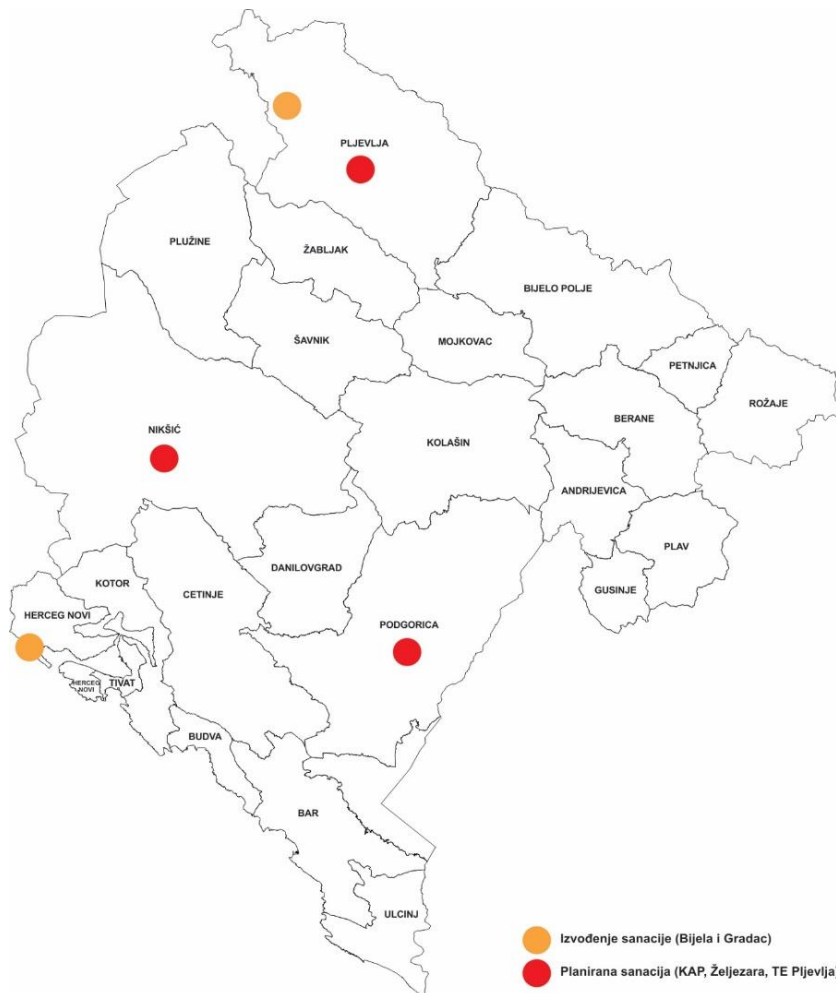 PLJEVLJA
PLUŽINE
ŽABLJAK
BIJELO POLJE
ŠAVNIK
MOJKOVAC
PETNJICA
ROŽAJE
NIKŠIĆ
KOLAŠIN
BERANE
ANDRIJEVICA
DANILOVGRAD
PLAV
KOTOR
CETINJE
GUSINJE
HERCEG NOVI
PODGORICA
HERCEG
NOVI
TIVAT
BUDVA
BAR
ULCINJ
Izvođenje sanacije (Bijela i Gradac)
Planirana sanacija (KAP, Željezara, TE Pljevlja)